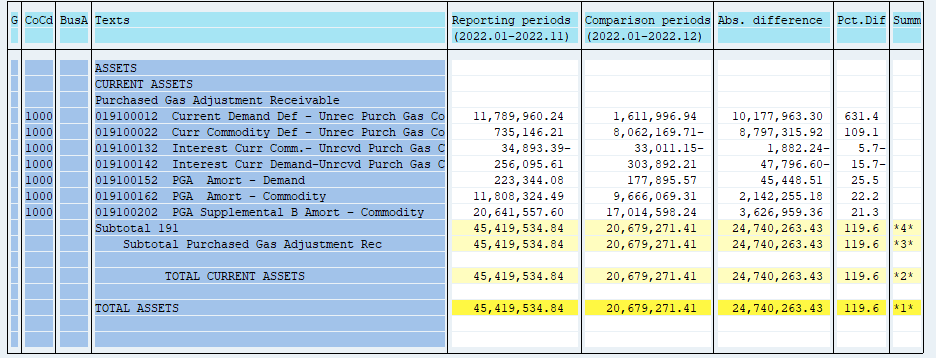 G CoCd BusA Texts Reporting periods Comparison periods Abs. difference Pct.Dif Summ
(2022.01-2022.11) (2022.01-2022.12)
ASSETS
CURRENT ASSETS
Purchased Gas Adjustment Receivable
1000 019100012 Current Demand Def - Unrec Purch Gas Co 11,789,960.24 1,611,996.94 10,177,963.30 631.4
1000 019100022 Curr Commodity Def - Unrec Purch Gas Co 735,146.21 8,062,169.71- 8,797,315.92 109.1
1000 019100132 Interest Curr Comm.- Unrcvd Purch Gas C 34,893.39- 33,011.15- 1,882.24- 5.7-
1000 019100142 Interest Curr Demand-Unrcvd Purch Gas C 256,095.61 303,892.21 47,796.60- 15.7-
1000 019100152 PGA Amort - Demand 223,344.08 177,895.57 45,448.51 25.5
1000 019100162 PGA Amort - Commodity 11,808,324.49 9,666,069.31 2,142,255.18 22.2
1000 019100202 PGA Supplemental B Amort - Commodity 20,641,557.60 17,014,598.24 3,626,959.36 21.3
Subtotal 191 45,419,534.84 20,679,271.41 24,740,263.43 119.6 *4*
Subtotal Purchased Gas Adjustment Rec 45,419,534.84 20,679,271.41 24,740,263.43 119.6 *3*
TOTAL CURRENT ASSETS 45,419,534.84 20,679,271.41 24,740,263.43 119.6 *2*
TOTAL ASSETS 45,419,534.84 20,679,271.41 24,740,263.43 119.6 *1*